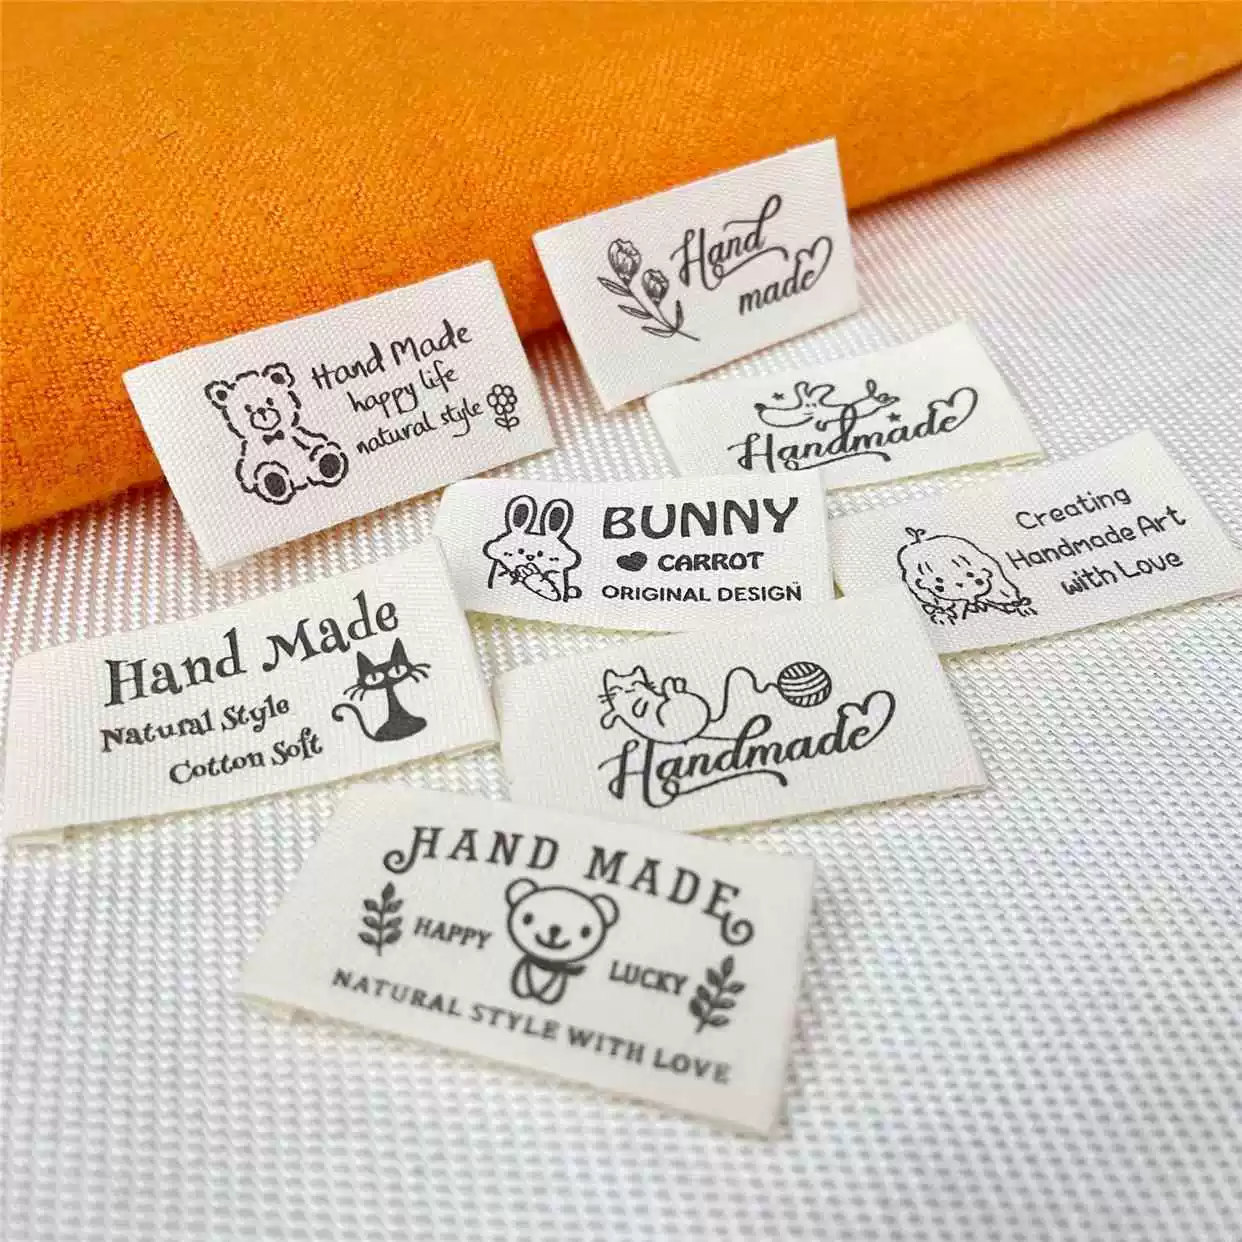 Hand
made
Hand Made
happy life
natural style
Handmade
BUNNY
CARROT
ORIGINAL DESIGN
Creating
Handmade Art
with Love
Hand Made
Natural Style
Cotton Soft
Handmade
HAND MADE
HAPPY
LUCKY
NATURAL STYLE WITH LOVE